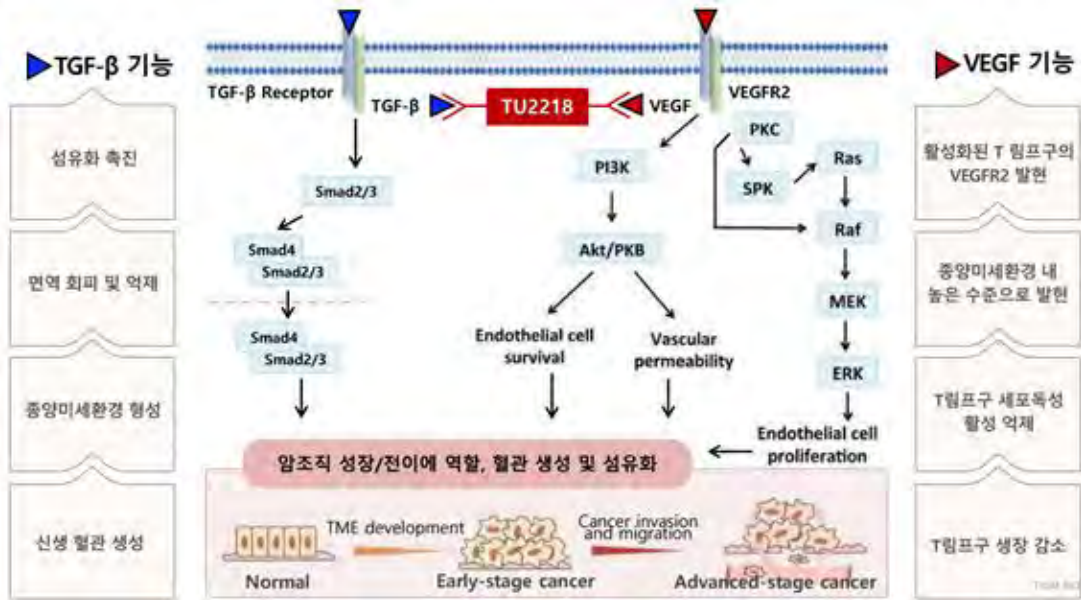 TGF-β 기능
섬유화 촉진
면역 회피 및 억제
종양미세환경 형성
신생 혈관 생성
TGF-β Receptor
TGF-β
TU2218
VEGF
VEGFR2
Smad2/3
Smad4
Smad2/3
Smad4
Smad2/3
PI3K
Akt/PKB
Endothelial cell
survival
Vascular
permeability
PKC
SPK
Ras
Raf
MEK
ERK
Endothelial cell
proliferation
암조직 성장/전이에 역할, 혈관 생성 및 섬유화
TME development
Cancer invasion
and migration
Normal
Early-stage cancer
Advanced-stage cancer
VEGF 기능
활성화된 T 림프구의
VEGFR2 발현
종양미세환경 내
높은 수준으로 발현
T림프구 세포독성
활성 억제
T림프구 생장 감소